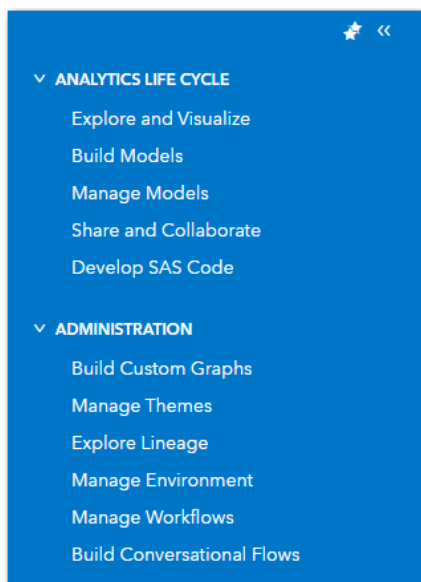 ANALYTICS LIFE CYCLE
Explore and Visualize
Build Models
Manage Models
Share and Collaborate
Develop SAS Code
ADMINISTRATION
Build Custom Graphs
Manage Themes
Explore Lineage
Manage Environment
Manage Workflows
Build Conversational Flows